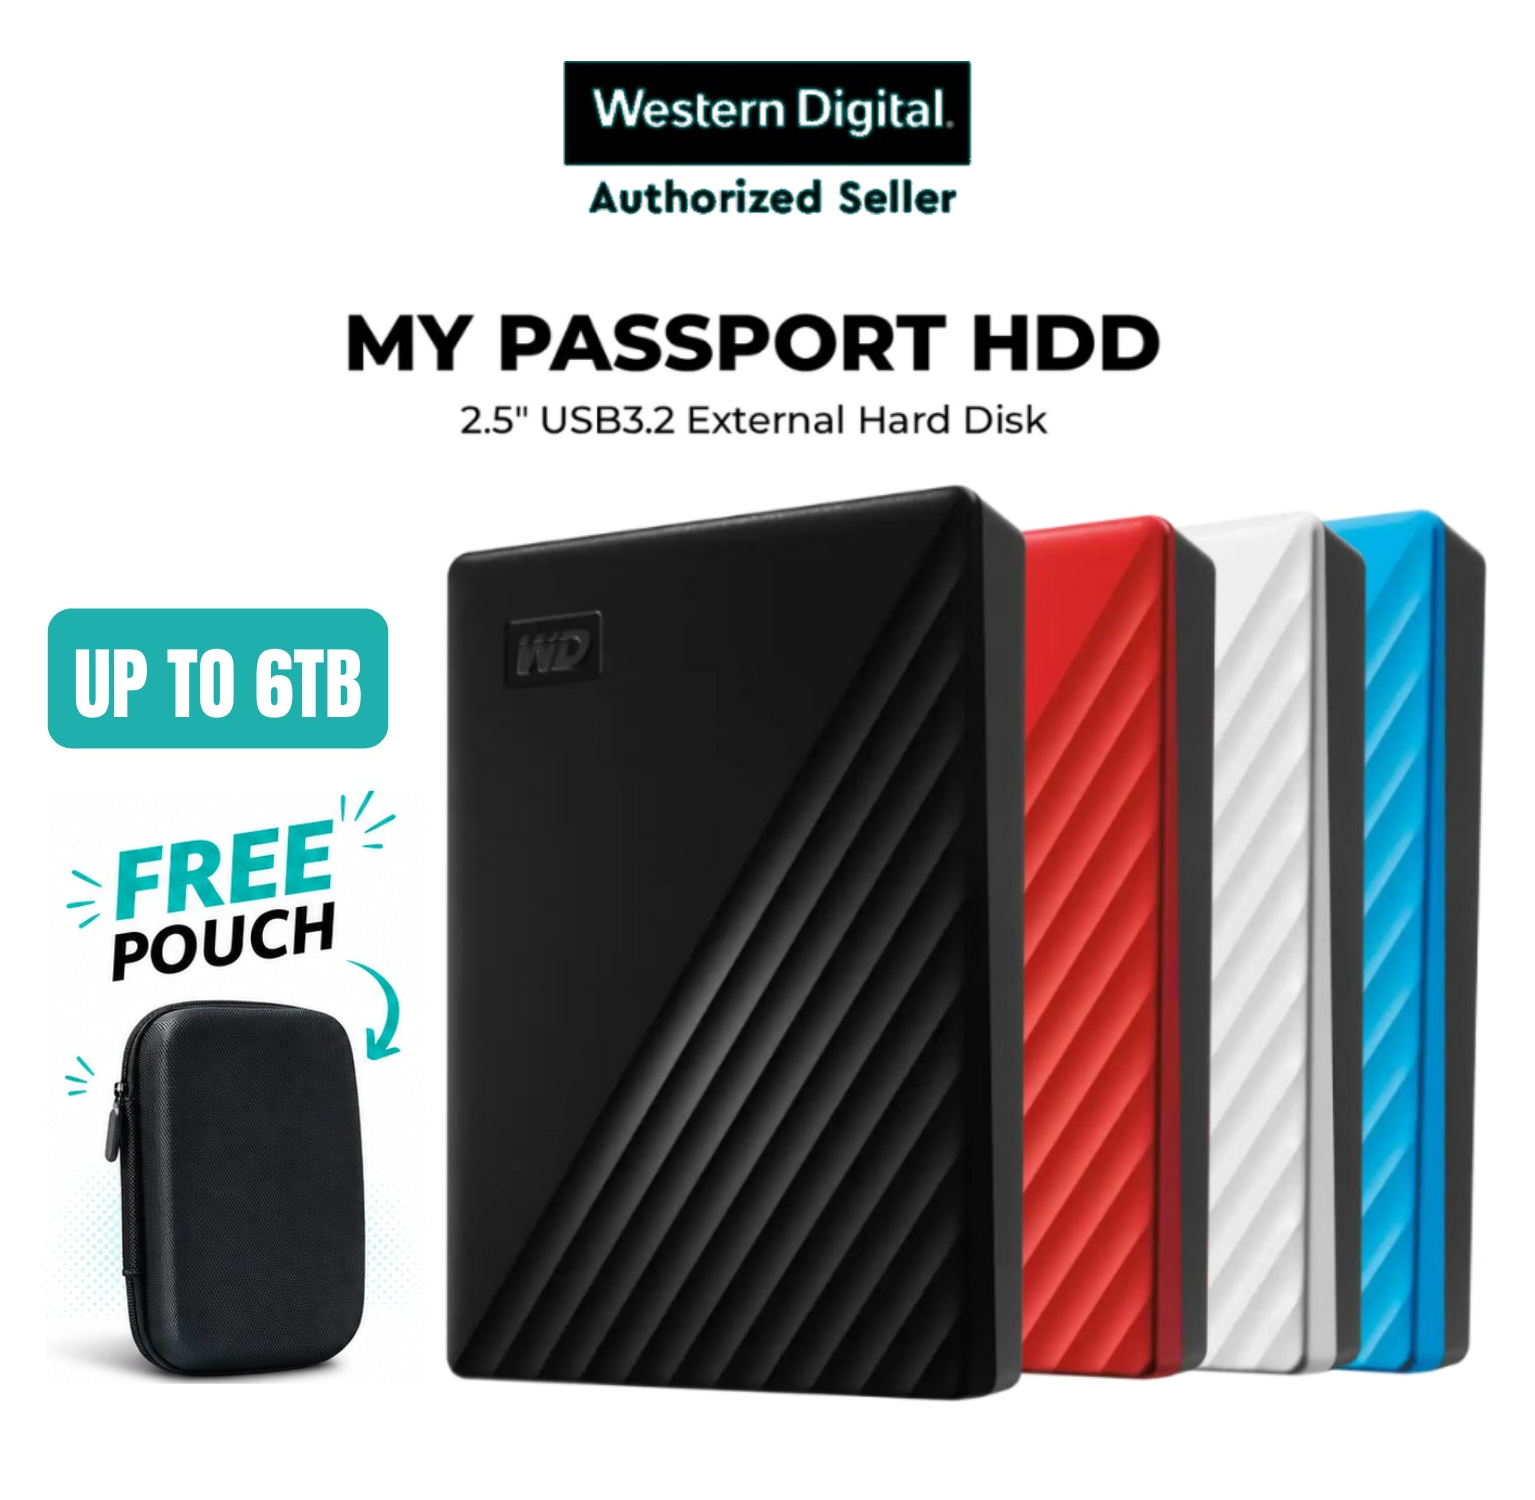 Western Digital.
Authorized Seller
MY PASSPORT HDD
2.5" USB3.2 External Hard Disk
WD
UP TO 6TB
FREE
POUCH